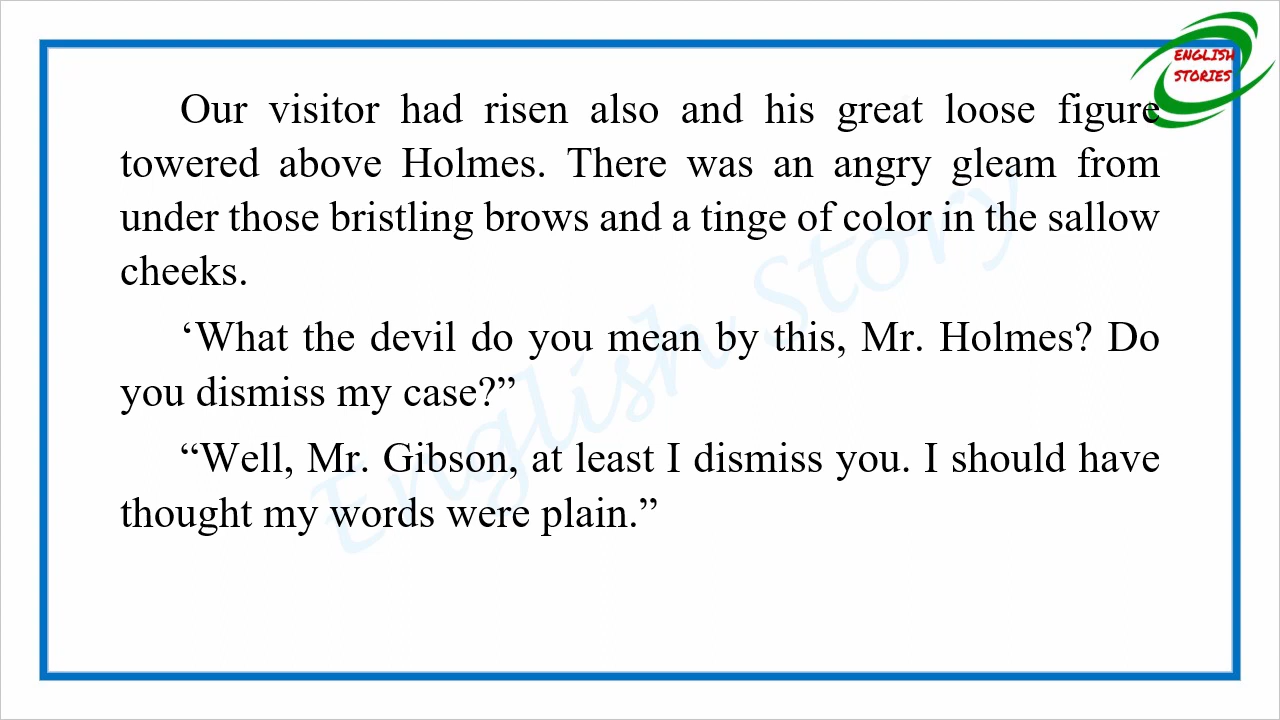 ENGLISH
STORIES
Our visitor had risen also and his great loose figure
towered above Holmes. There was an angry gleam from
under those bristling brows and a tinge of color in the sallow
cheeks.
‘What the devil do you mean by this, Mr. Holmes? Do
you dismiss my case?”
“Well, Mr. Gibson, at least I dismiss you. I should have
thought my words were plain.”
English Story